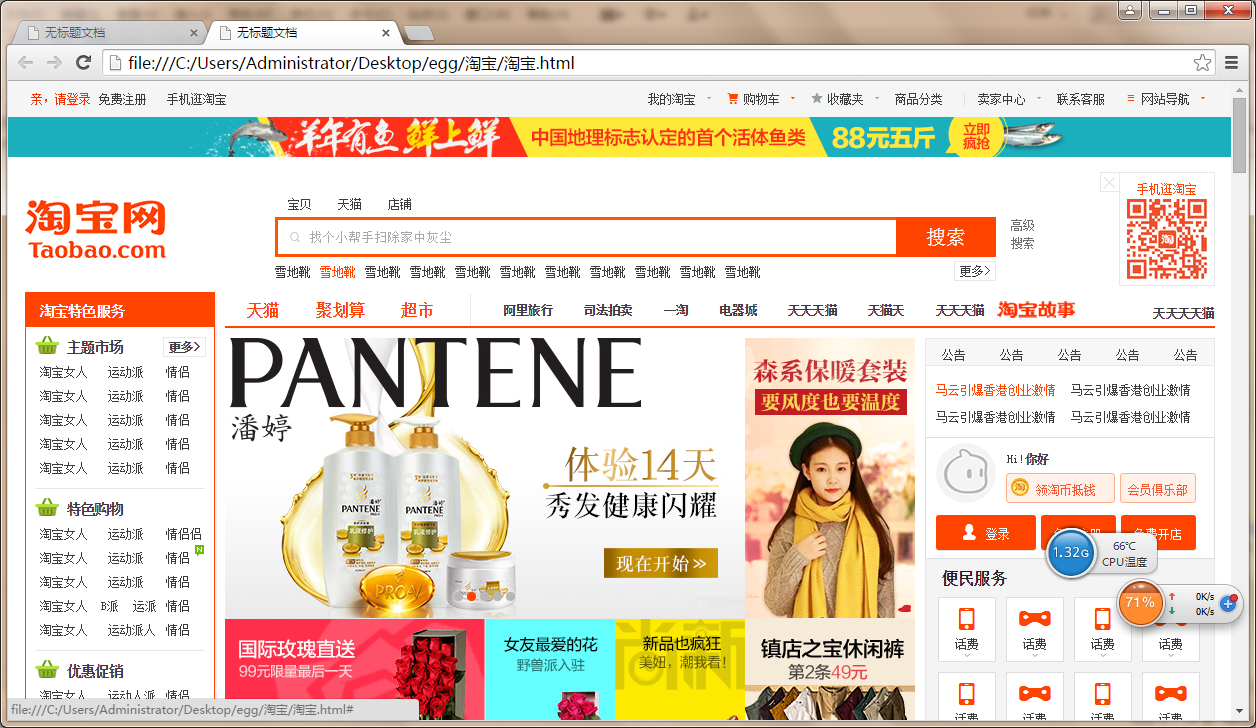 无标题文档
无标题文档
file:///C:/Users/Administrator/Desktop/egg/淘宝/淘宝.html
亲，请登录 免费注册 手机逛淘宝 我的淘宝 购物车 收藏夹 商品分类 卖家中心 联系客服 网站导航
羊年有鱼 鲜上鲜 中国地理标志认定的首个活体鱼类 88元五斤 立即
疯抢
淘宝网
Taobao.com
宝贝 天猫 店铺
找个小帮手扫除家中灰尘
搜索
高级
搜索
雪地靴 雪地靴 雪地靴 雪地靴 雪地靴 雪地靴 雪地靴 雪地靴 雪地靴 雪地靴 雪地靴
更多>
手机逛淘宝
淘
淘宝特色服务
天猫 聚划算 超市 阿里旅行 司法拍卖 一淘 电器城 天天天猫 天猫天 天天天猫 淘宝故事 天天天天猫
主题市场 更多>
淘宝女人 运动派 情侣
淘宝女人 运动派 情侣
淘宝女人 运动派 情侣
淘宝女人 运动派 情侣
淘宝女人 运动派 情侣
特色购物
淘宝女人 运动派 情侣侣
淘宝女人 运动派 情侣 N
淘宝女人 运动派 情侣
淘宝女人 B派 运派 情侣
淘宝女人 运动派人 情侣
优惠促销
淘宝女人 运动人派 情侣
PANTENE
潘婷
体验14天
秀发健康闪耀
现在开始>>
PANTENE
PRO-V
乳液修护
PANTENE
PRO-V
乳液修护
PRO-V
森系保暖套装
要风度也要温度
国际玫瑰直送
99元限量最后一天
女友最爱的花
野兽派入驻
新品也疯狂
美妞，潮我看！
尚新
镇店之宝休闲裤
第2条49元
公告 公告 公告 公告 公告
马云引爆香港创业激情 马云引爆香港创业激情
马云引爆香港创业激情 马云引爆香港创业激情
Hi!你好
淘 领淘币抵钱 会员俱乐部
登录 册 开店
1.32G
66℃
CPU温度
便民服务
71%
0K/s
0K/s
话费 话费 话费 话费
话费 话费 话费 话费
file:///C:/Users/Administrator/Desktop/egg/淘宝/淘宝.html#